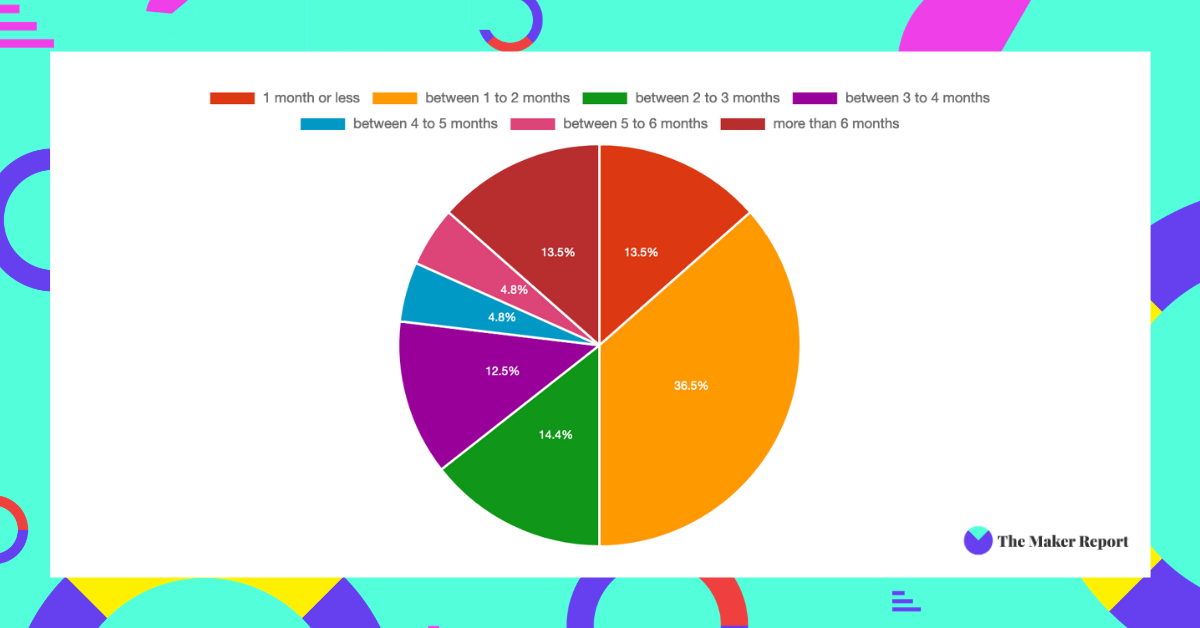 1 month or less between 1 to 2 months between 2 to 3 months between 3 to 4 months
between 4 to 5 months between 5 to 6 months more than 6 months
13.5% 13.5%
4.8%
4.8%
12.5%
36.5%
14.4%
The Maker Report